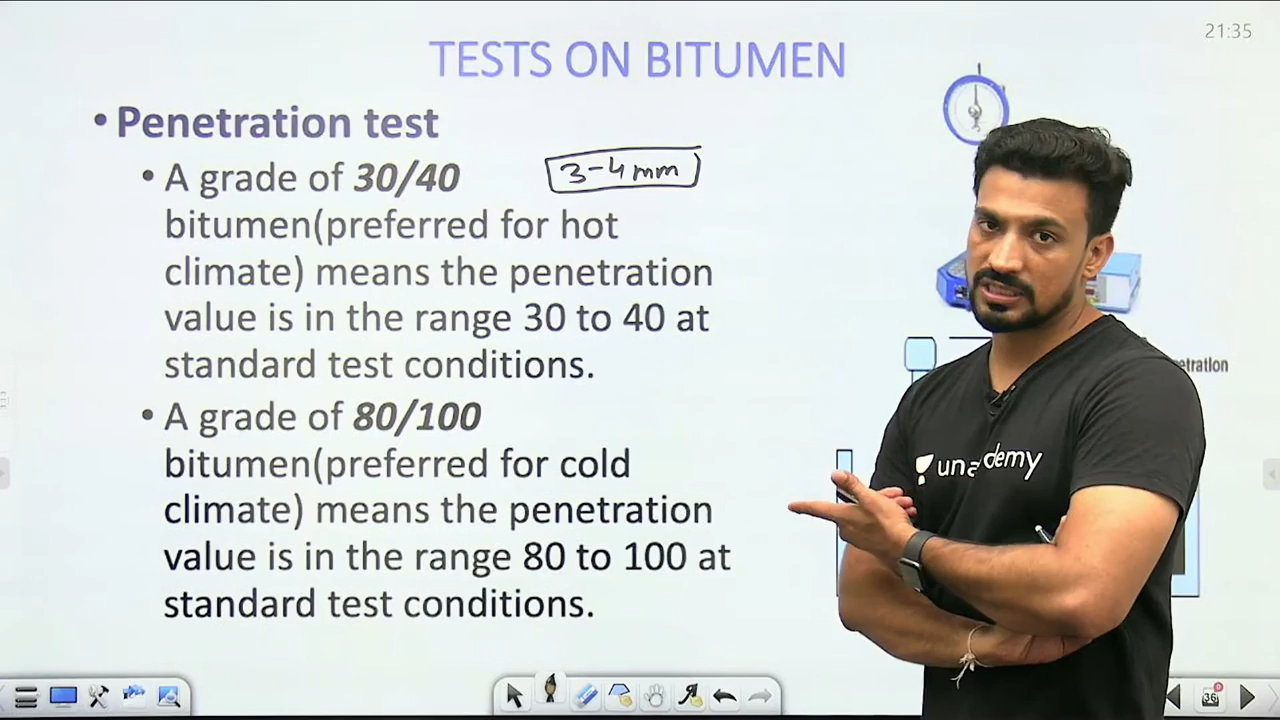 21:35
TESTS ON BITUMEN
• Penetration test
• A grade of 30/40
3-4mm
bitumen(preferred for hot
climate) means the penetration
value is in the range 30 to 40 at
standard test conditions.
etration
• A grade of 80/100
bitumen(preferred for cold
unademy
climate) means the penetration
value is in the range 80 to 100 at
standard test conditions.
36